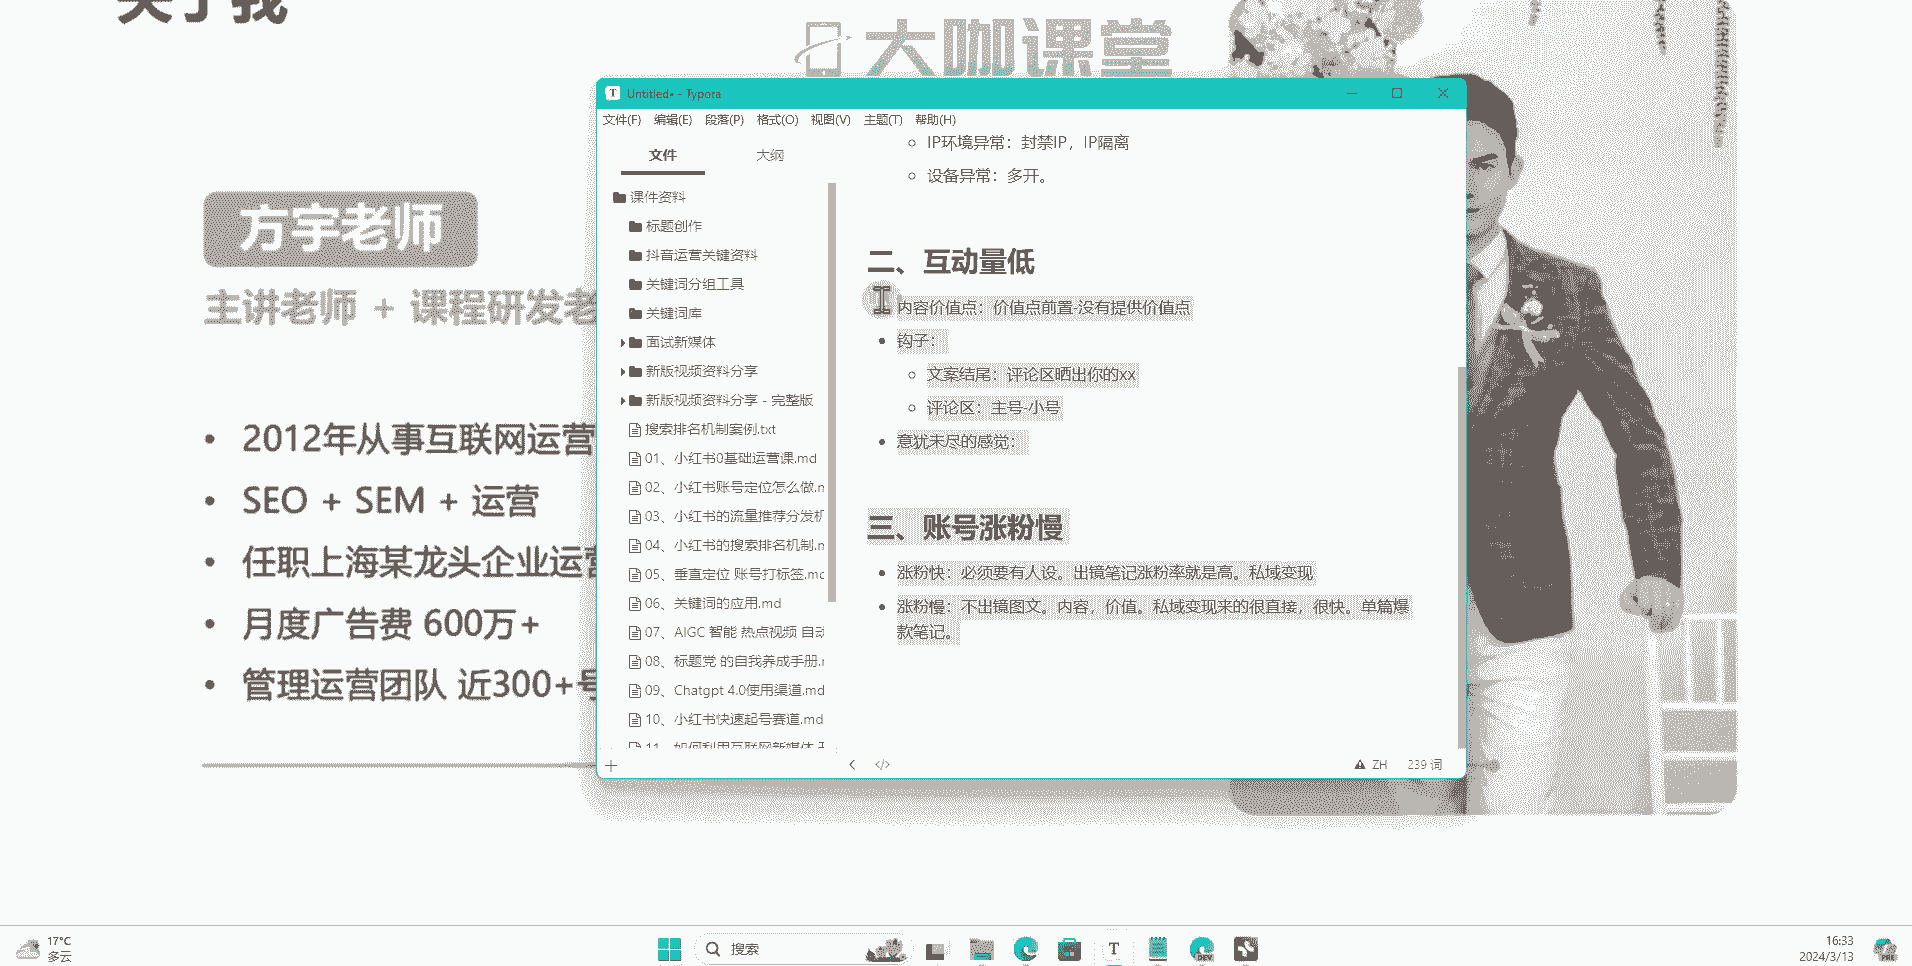 关于我
大咖课堂
方宇老师
主讲老师 + 课程研发老
2012年从事互联网运营
SEO + SEM + 运营
任职上海某龙头企业运营
月度广告费 600万+
管理运营团队 近300+号
Untitled• - Typora
文件(F) 编辑(E) 段落(P) 格式(O) 视图(V) 主题(T) 帮助(H)
文件 大纲
课件资料
标题创作
抖音运营关键资料
关键词分组工具
关键词库
面试新媒体
新版视频资料分享
新版视频资料分享 - 完整版
搜索排名机制案例.txt
01、小红书0基础运营课.md
02、小红书账号定位怎么做.m
03、小红书的流量推荐分发机
04、小红书的搜索排名机制.m
05、垂直定位 账号打标签.md
06、关键词的应用.md
07、AIGC 智能 热点视频 自动
08、标题党 的自我养成手册.m
09、Chatgpt 4.0使用渠道.md
10、小红书快速起号赛道.md
11、如何利用互联网新媒体
IP环境异常：封禁IP，IP隔离
设备异常：多开。
二、互动量低
内容价值点：价值点前置-没有提供价值点
钩子：
文案结尾：评论区晒出你的xx
评论区：主号-小号
意犹未尽的感觉：
三、账号涨粉慢
涨粉快：必须要有人设。出镜笔记涨粉率就是高。私域变现
涨粉慢：不出镜图文。内容，价值。私域变现来的很直接，很快。单篇爆
款笔记。
ZH 239 词
17°C
多云
搜索
T
DEV
16:33
2024/3/13
PRE